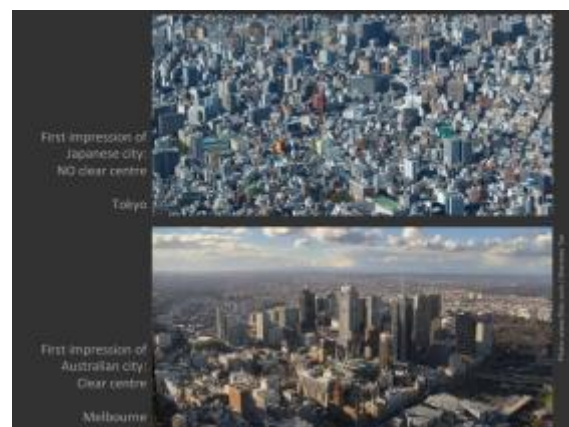 First impression of
Japanese city:
NO clear centre
Tokyo
First impression of
Australian city:
Clear centre
Melbourne